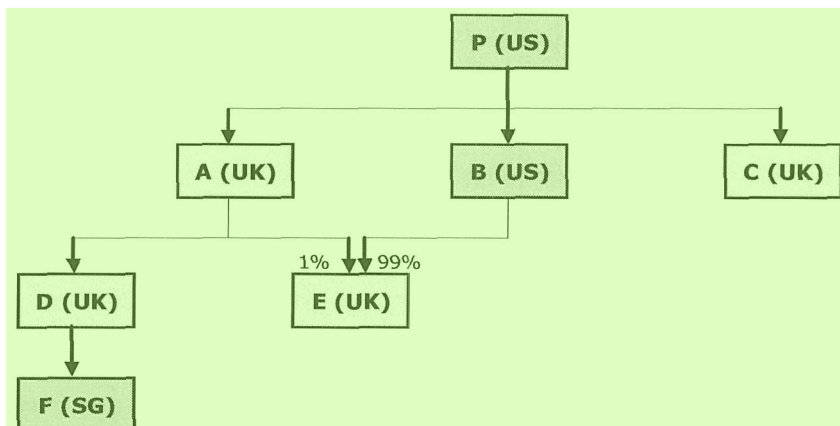 P (US)
A (UK)
B (US)
C (UK)
1%
99%
D (UK)
E (UK)
F (SG)